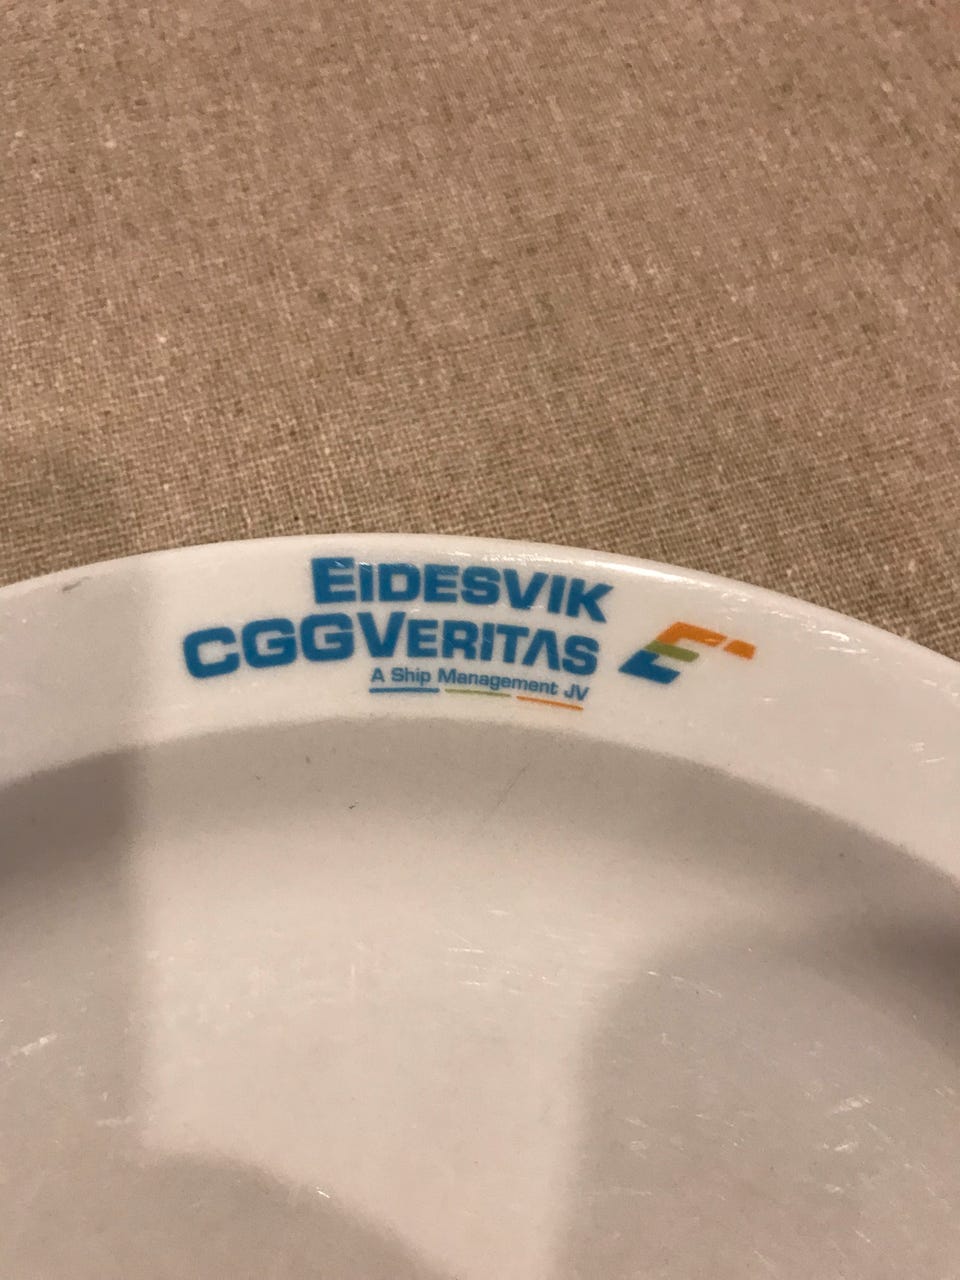 EIDESVIK
CGGVERITAS
A Ship Management JV